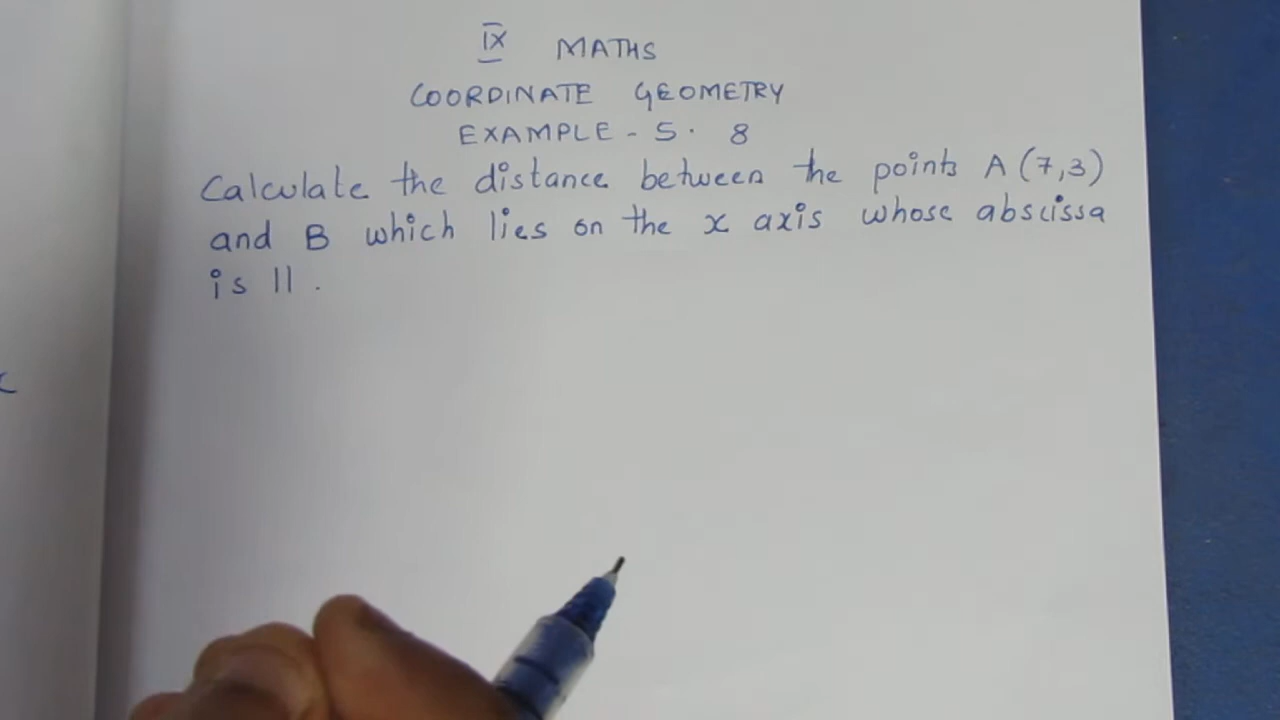 IX MATHS
COORDINATE GEOMETRY
EXAMPLE - 5. 8
Calculate the distance between the points A (7,3)
and B which lies on the x axis whose abscissa
is 11.